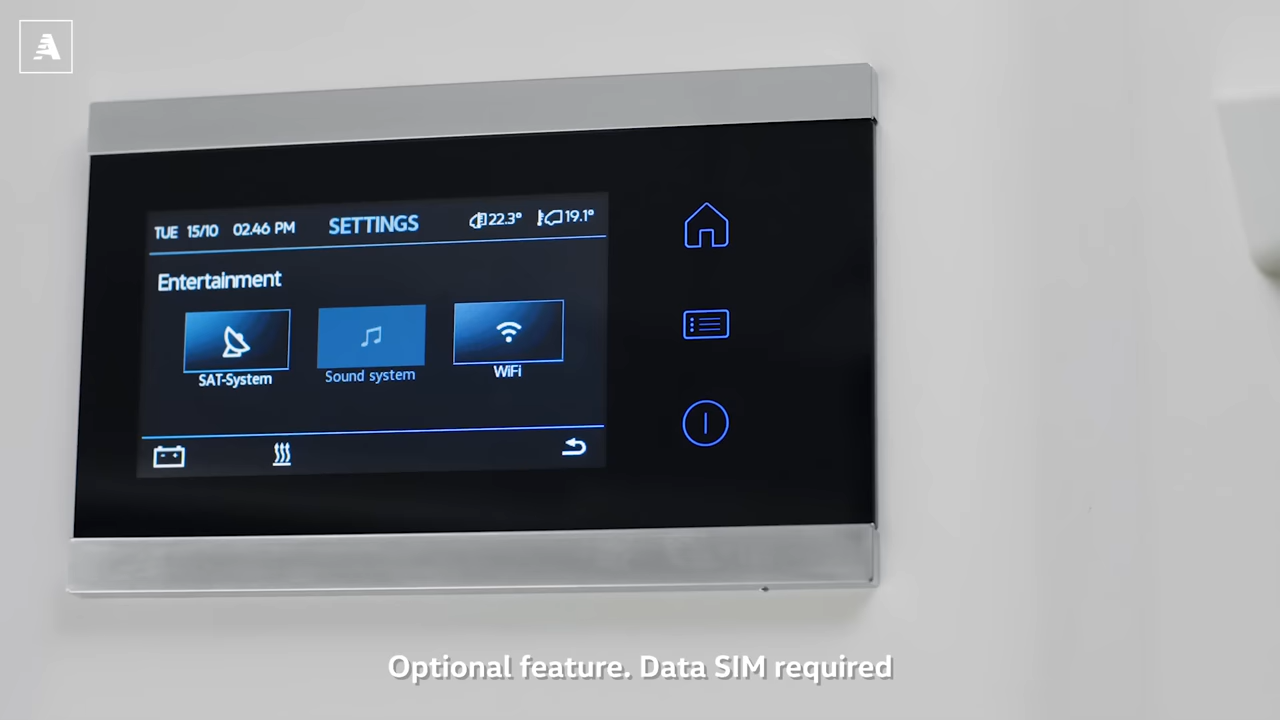 A
TUE 15/10 02.46 PM SETTINGS 22.3° 19.1°
Entertainment
SAT-System Sound system WiFi
Optional feature. Data SIM required